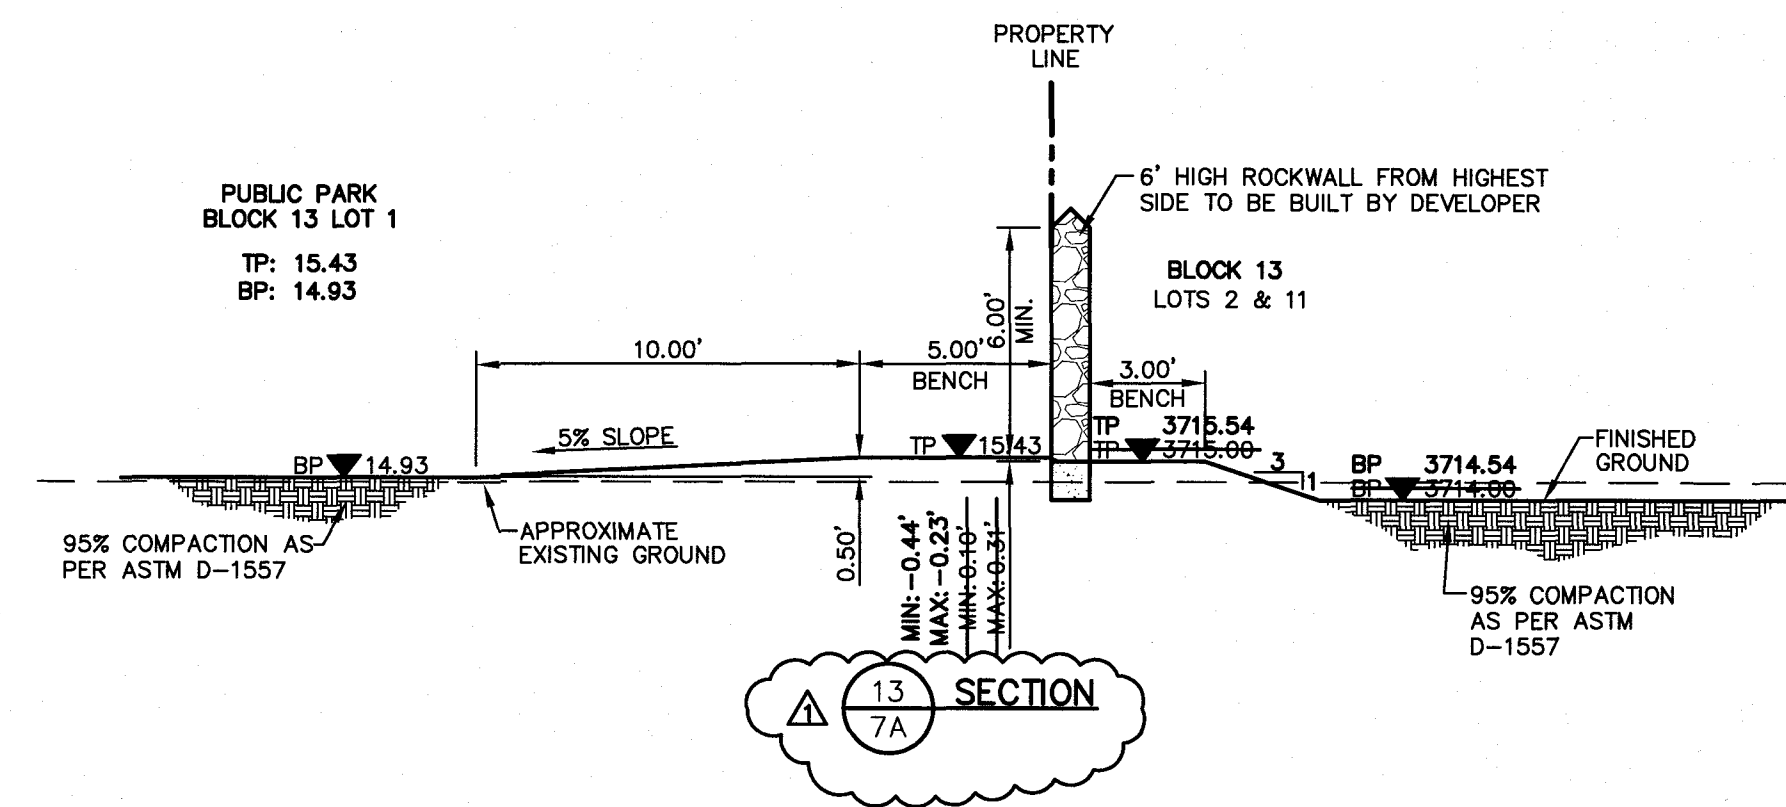 PROPERTY
LINE
6' HIGH ROCKWALL FROM HIGHEST
SIDE TO BE BUILT BY DEVELOPER
PUBLIC PARK
BLOCK 13 LOT 1
TP: 15.43
BP: 14.93
BLOCK 13
LOTS 2 & 11
6.00'
MIN.
10.00'
5.00'
BENCH
3.00'
BENCH
5% SLOPE
BP 14.93
TP 15.43
TP 3715.54
TP 3715.00
3
1
BP 3714.54
BP 3714.00
FINISHED
GROUND
95% COMPACTION AS
PER ASTM D-1557
APPROXIMATE
EXISTING GROUND
0.50'
MIN: -0.44'
MAX: -0.23'
MIN: 0.10'
MAX: 0.31'
95% COMPACTION
AS PER ASTM
D-1557
1
13
7A
SECTION